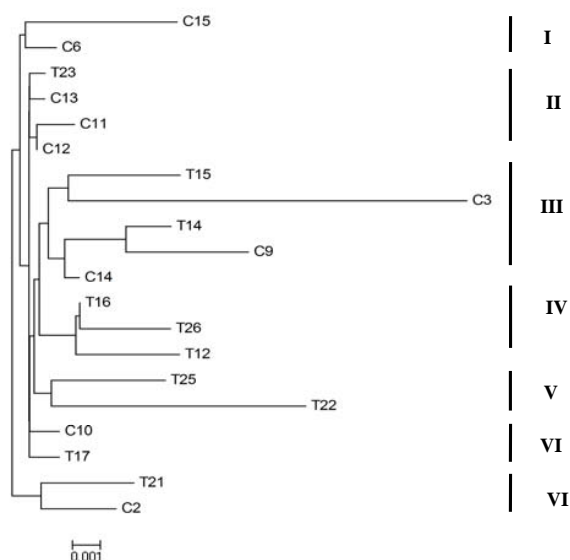 C15
I
C6
T23
C13
II
C11
C12
T15
C3
III
T14
C9
C14
T16
IV
T26
T12
T25
V
T22
C10
VI
T17
T21
VI
C2
0.001